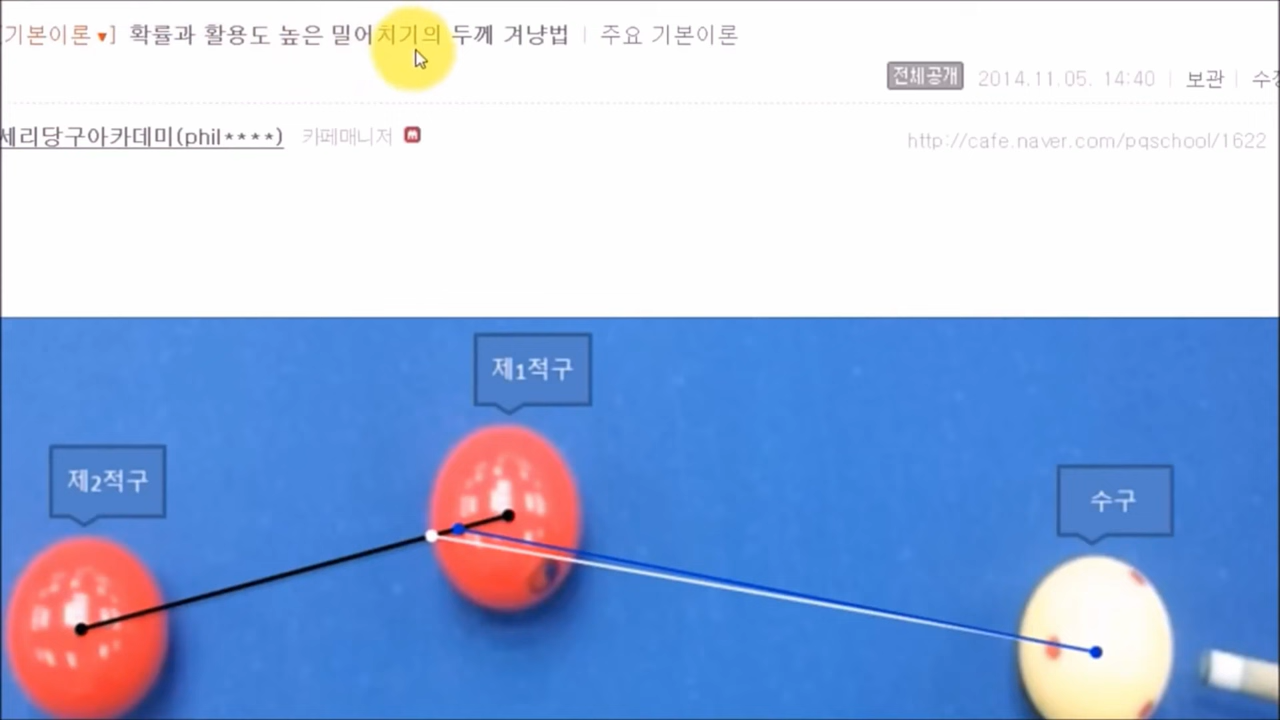 기본이론▼] 확률과 활용도 높은 밀어치기의 두께 겨냥법 | 주요 기본이론
전체공개 2014.11.05. 14:40 | 보관 | 수정
세리당구아카데미(phil****) 카페매니저
http://cafe.naver.com/pqschool/1622
제1적구
제2적구
수구